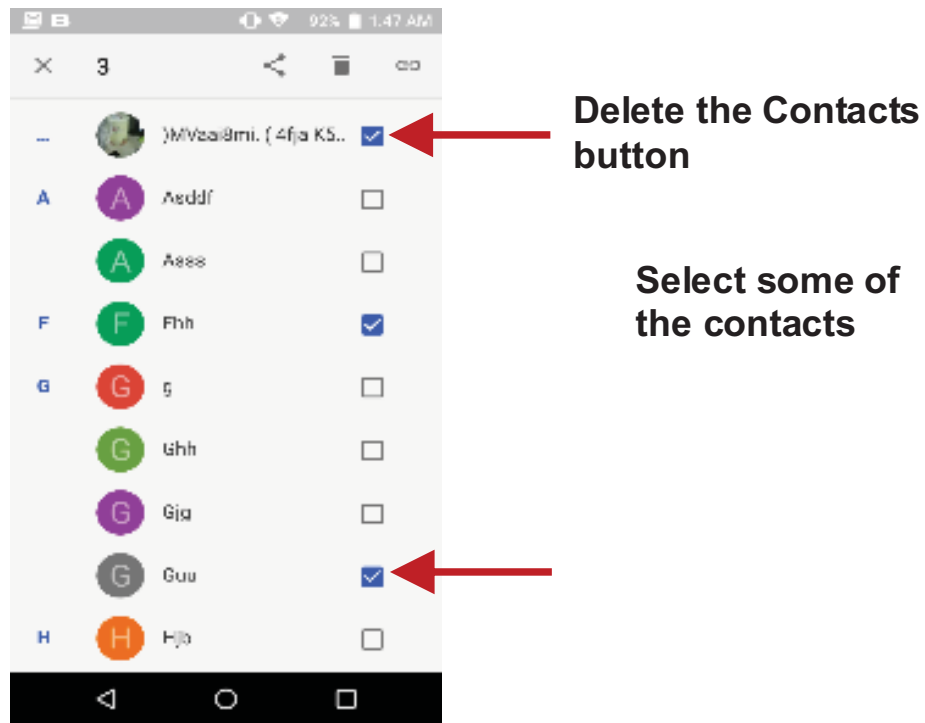 92% 1:47 AM
3
...
A Asddf
A Asss
F F Fhh
G G g
G Ghh
G Gjg
G Guu
H H Hjb
Delete the Contacts
button
Select some of
the contacts